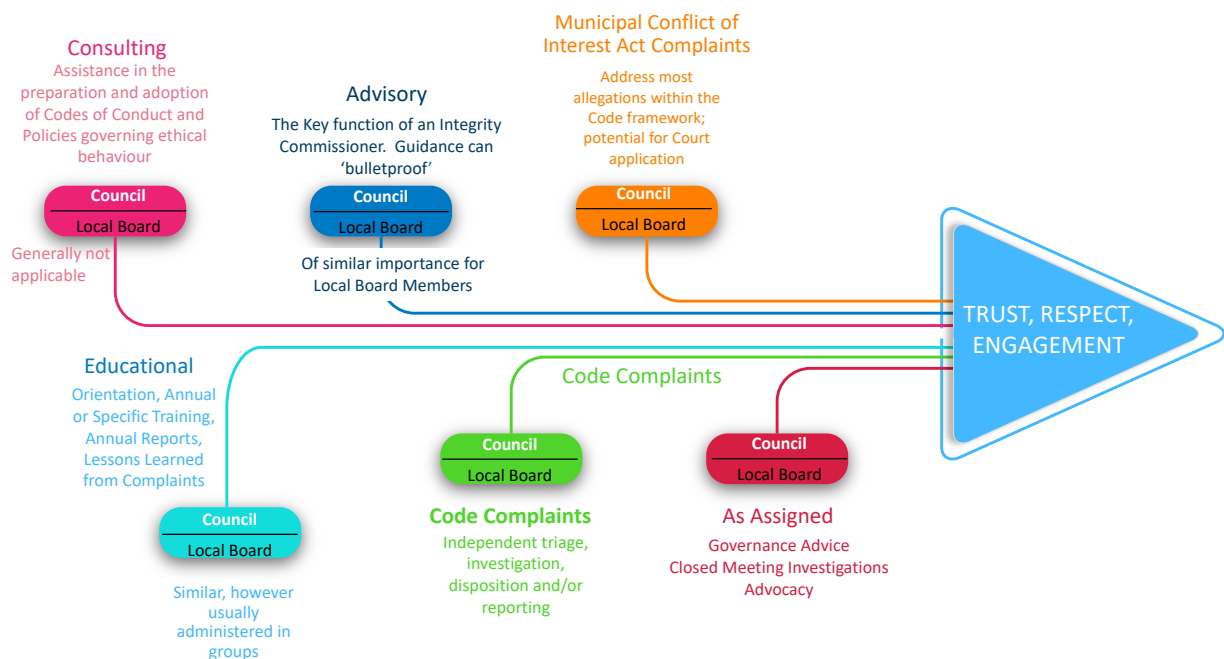 Consulting
Assistance in the
preparation and adoption
of Codes of Conduct and
Policies governing ethical
behaviour
Council
Local Board
Generally not
applicable
Advisory
The Key function of an Integrity
Commissioner.  Guidance can
‘bulletproof’
Council
Local Board
Of similar importance for
Local Board Members
Municipal Conflict of
Interest Act Complaints
Address most
allegations within the
Code framework;
potential for Court
application
Council
Local Board
TRUST, RESPECT,
ENGAGEMENT
Educational
Orientation, Annual
or Specific Training,
Annual Reports,
Lessons Learned
from Complaints
Council
Local Board
Similar, however
usually
administered in
groups
Code Complaints
Council
Local Board
Code Complaints
Independent triage,
investigation,
disposition and/or
reporting
Council
Local Board
As Assigned
Governance Advice
Closed Meeting Investigations
Advocacy